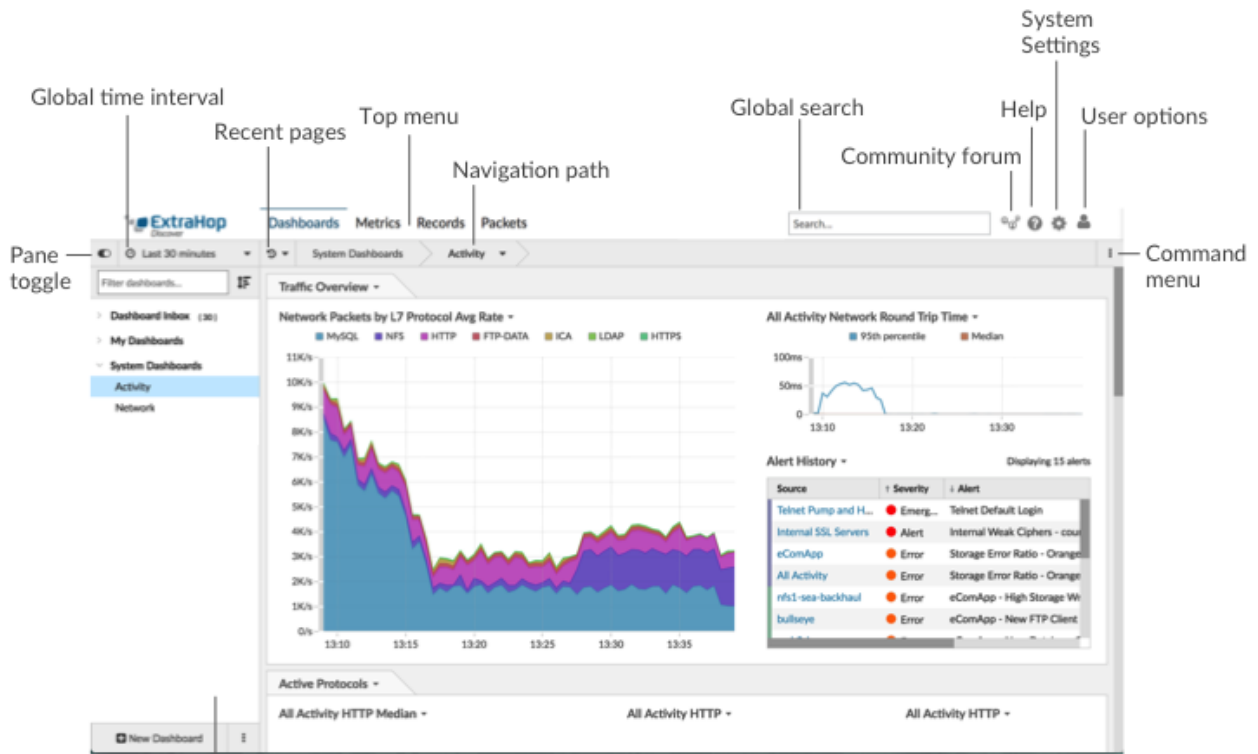 System
Settings
Global time interval
Top menu
Global search
Help
User options
Recent pages
Community forum
Navigation path
ExtraHop
Discover
Dashboards Metrics Records Packets
Search...
Pane
toggle
Last 30 minutes
System Dashboards
Activity
Command
menu
Filter dashboards...
Dashboard Inbox (30)
My Dashboards
System Dashboards
Activity
Network
Traffic Overview
Network Packets by L7 Protocol Avg Rate
MySQL NFS HTTP FTP-DATA ICA LDAP HTTPS
11K/s
10K/s
9K/s
8K/s
7K/s
6K/s
5K/s
4K/s
3K/s
2K/s
1K/s
0/s
13:10 13:15 13:20 13:25 13:30 13:35
All Activity Network Round Trip Time
95th percentile Median
100ms
50ms
0
13:10 13:20 13:30
Alert History
Displaying 15 alerts
Source ↑ Severity ↓ Alert
Telnet Pump and H... Emerg... Telnet Default Login
Internal SSL Servers Alert Internal Weak Ciphers - cou
eComApp Error Storage Error Ratio - Orange
All Activity Error Storage Error Ratio - Orange
nfs1-sea-backhaul Error eComApp - High Storage Wr
bullseye Error eComApp - New FTP Client
Active Protocols
All Activity HTTP Median
All Activity HTTP
All Activity HTTP
New Dashboard